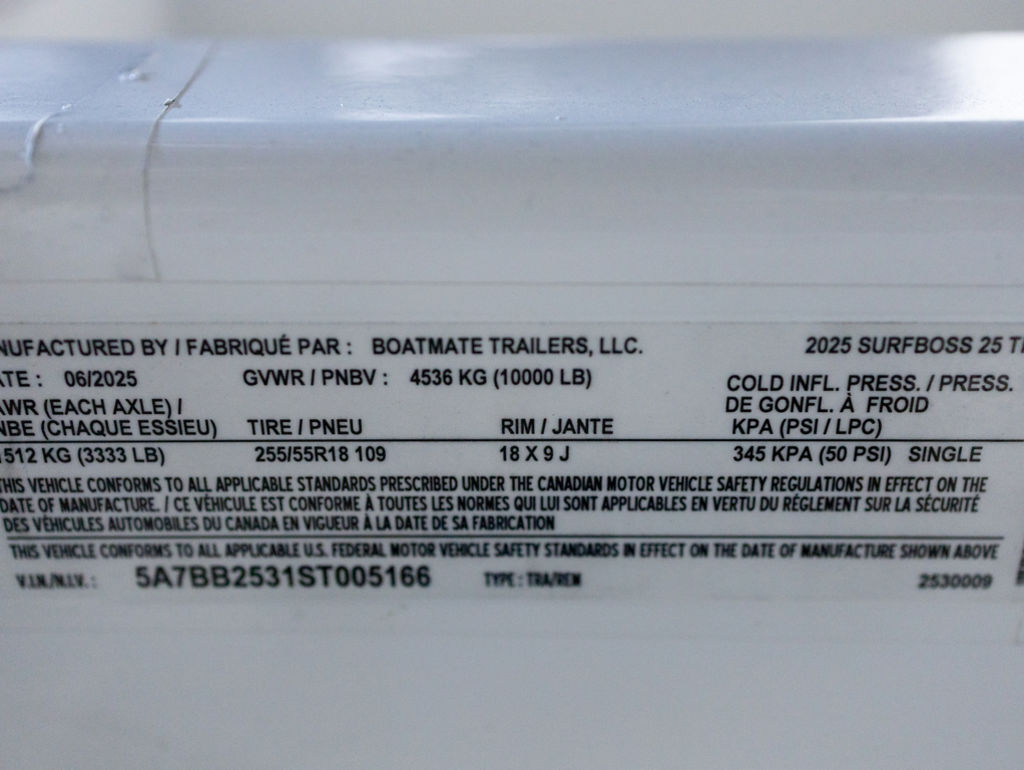 NUFACTURED BY / FABRIQUÉ PAR : BOATMATE TRAILERS, LLC. 2025 SURFBOSS 25 T
ATE : 06/2025 GVWR / PNBV : 4536 KG (10000 LB) COLD INFL. PRESS. / PRESS.
AWR (EACH AXLE) / DE GONFL. À FROID
NBE (CHAQUE ESSIEU) TIRE / PNEU RIM / JANTE KPA (PSI / LPC)
1512 KG (3333 LB) 255/55R18 109 18 X 9 J 345 KPA (50 PSI) SINGLE
THIS VEHICLE CONFORMS TO ALL APPLICABLE STANDARDS PRESCRIBED UNDER THE CANADIAN MOTOR VEHICLE SAFETY REGULATIONS IN EFFECT ON THE
DATE OF MANUFACTURE. / CE VÉHICULE EST CONFORME À TOUTES LES NORMES QUI LUI SONT APPLICABLES EN VERTU DU RÉGLEMENT SUR LA SÉCURITÉ
DES VÉHICULES AUTOMOBILES DU CANADA EN VIGUEUR À LA DATE DE SA FABRICATION
THIS VEHICLE CONFORMS TO ALL APPLICABLE U.S. FEDERAL MOTOR VEHICLE SAFETY STANDARDS IN EFFECT ON THE DATE OF MANUFACTURE SHOWN ABOVE
V.I.N./N.I.V. : 5A7BB2531ST005166 TYPE : TRA/REM 2530009